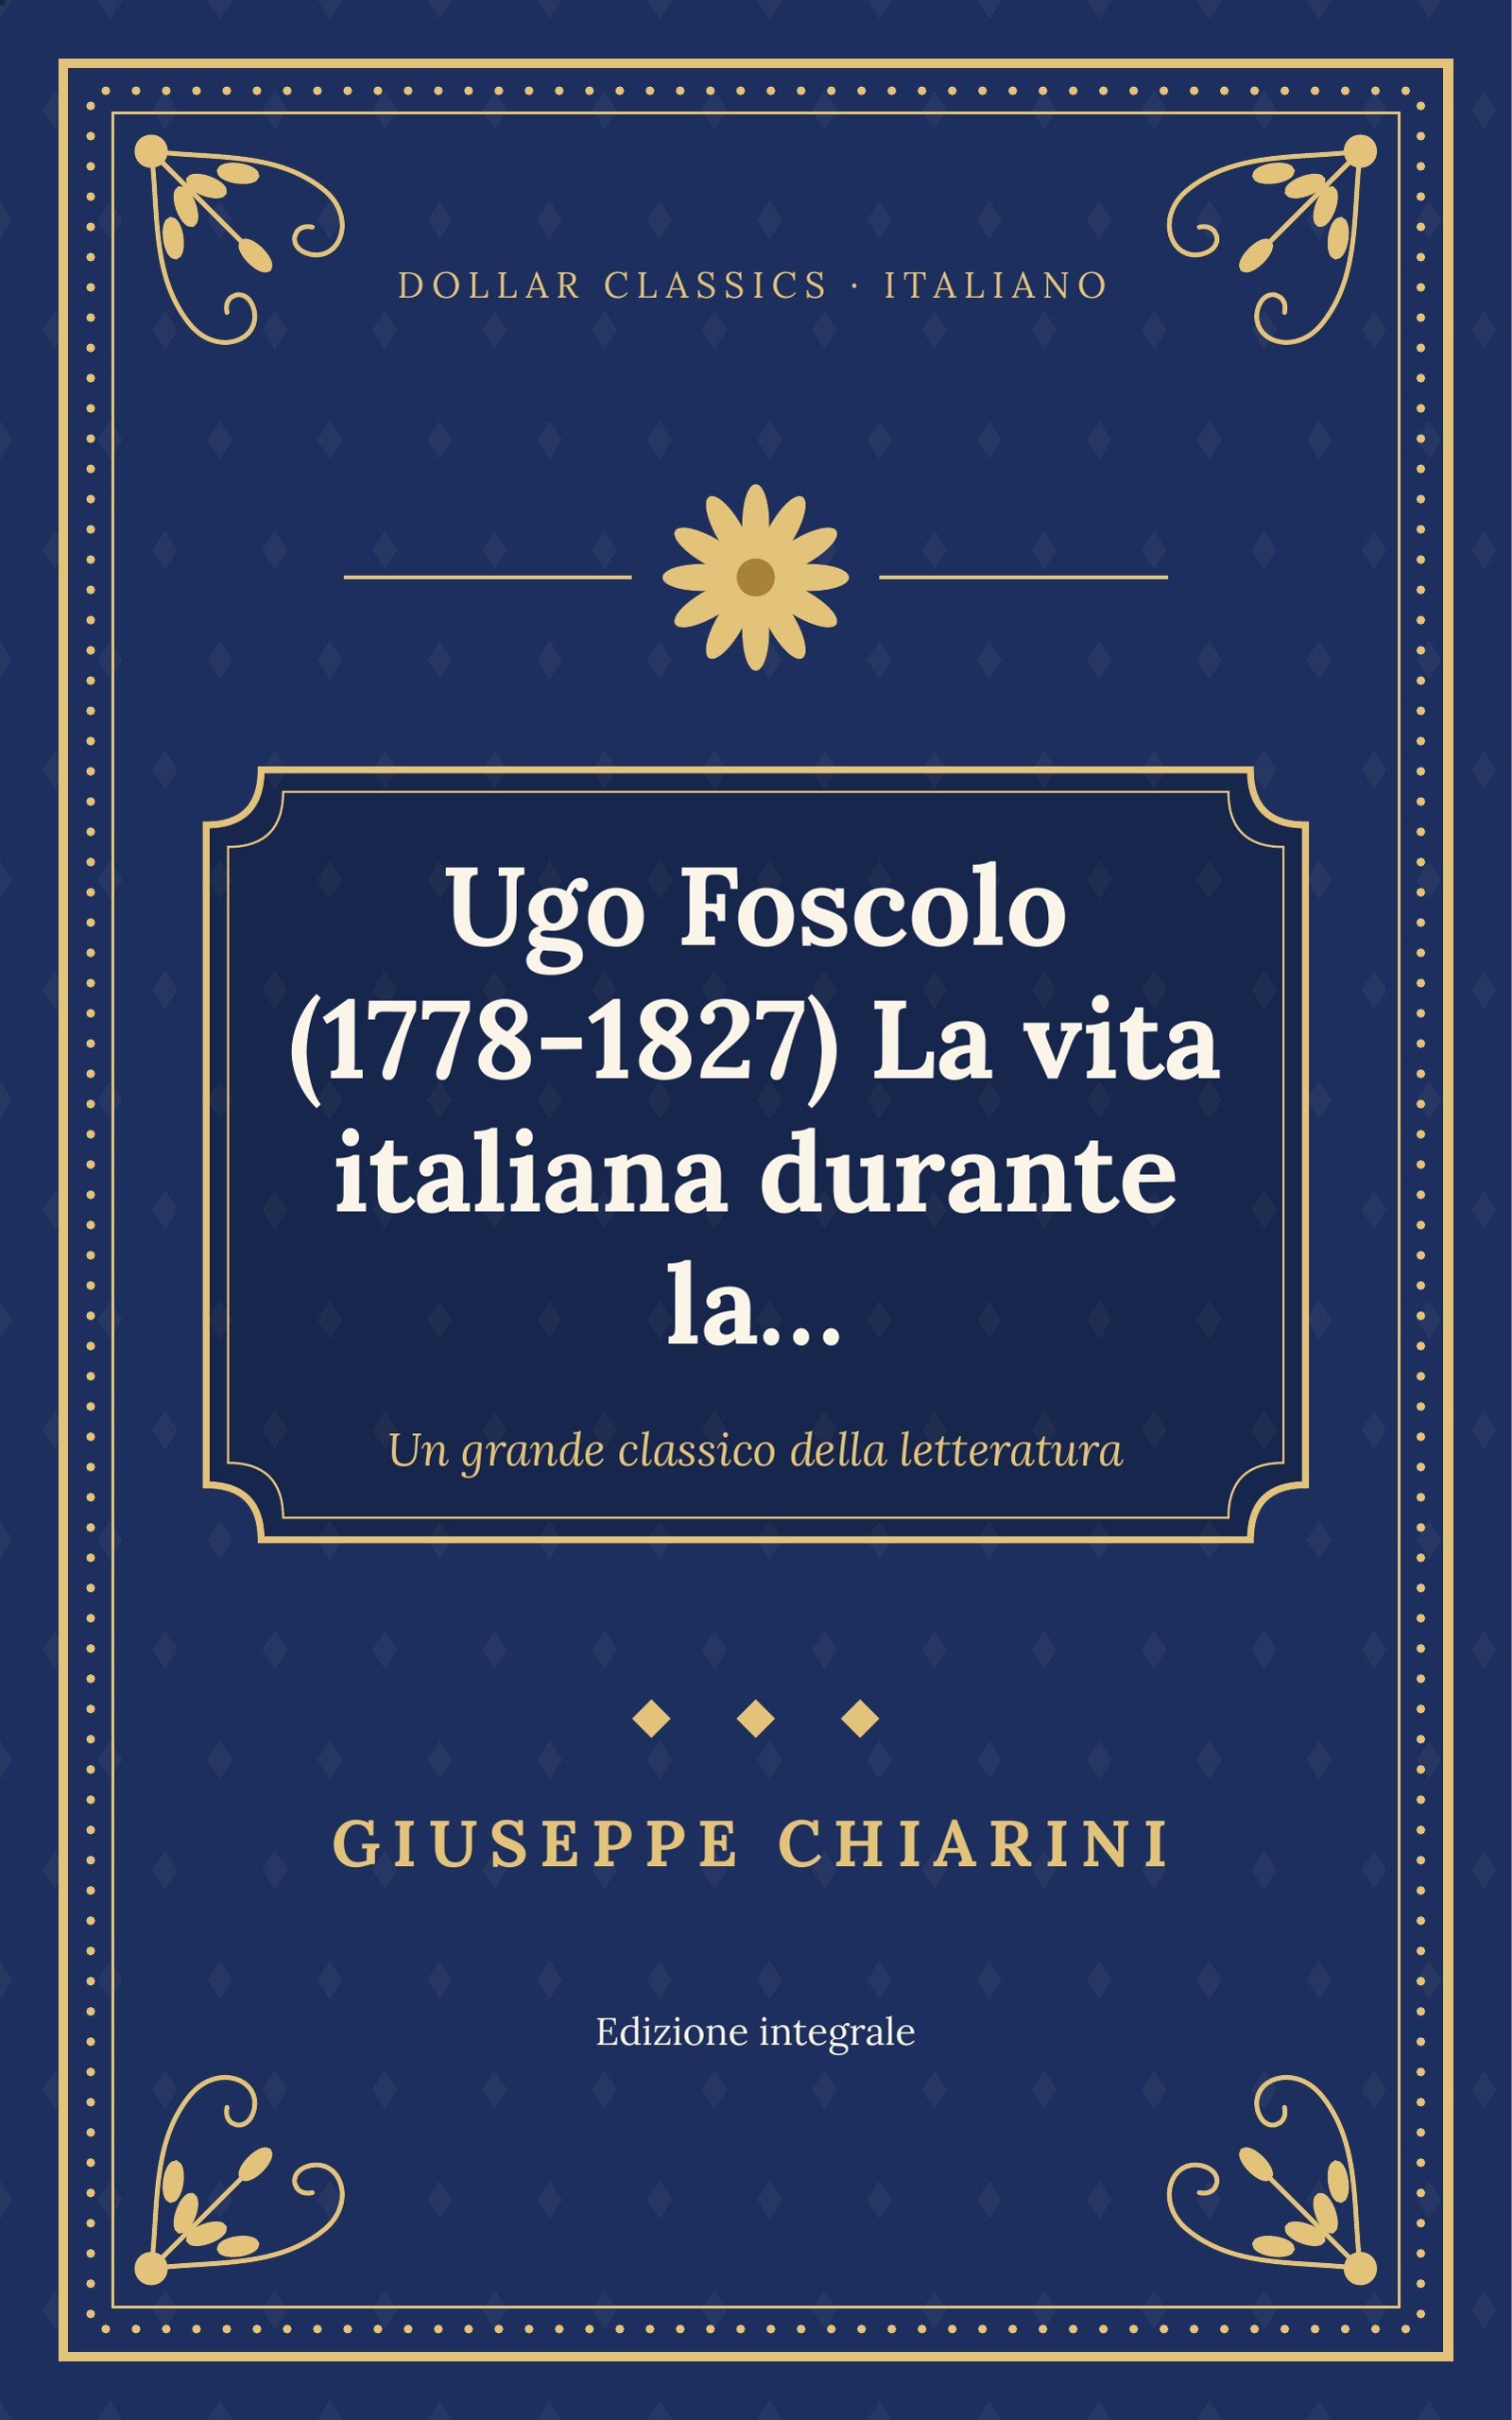 DOLLAR CLASSICS · ITALIANO
Ugo Foscolo
(1778–1827) La vita
italiana durante
la...
Un grande classico della letteratura
GIUSEPPE CHIARINI
Edizione integrale